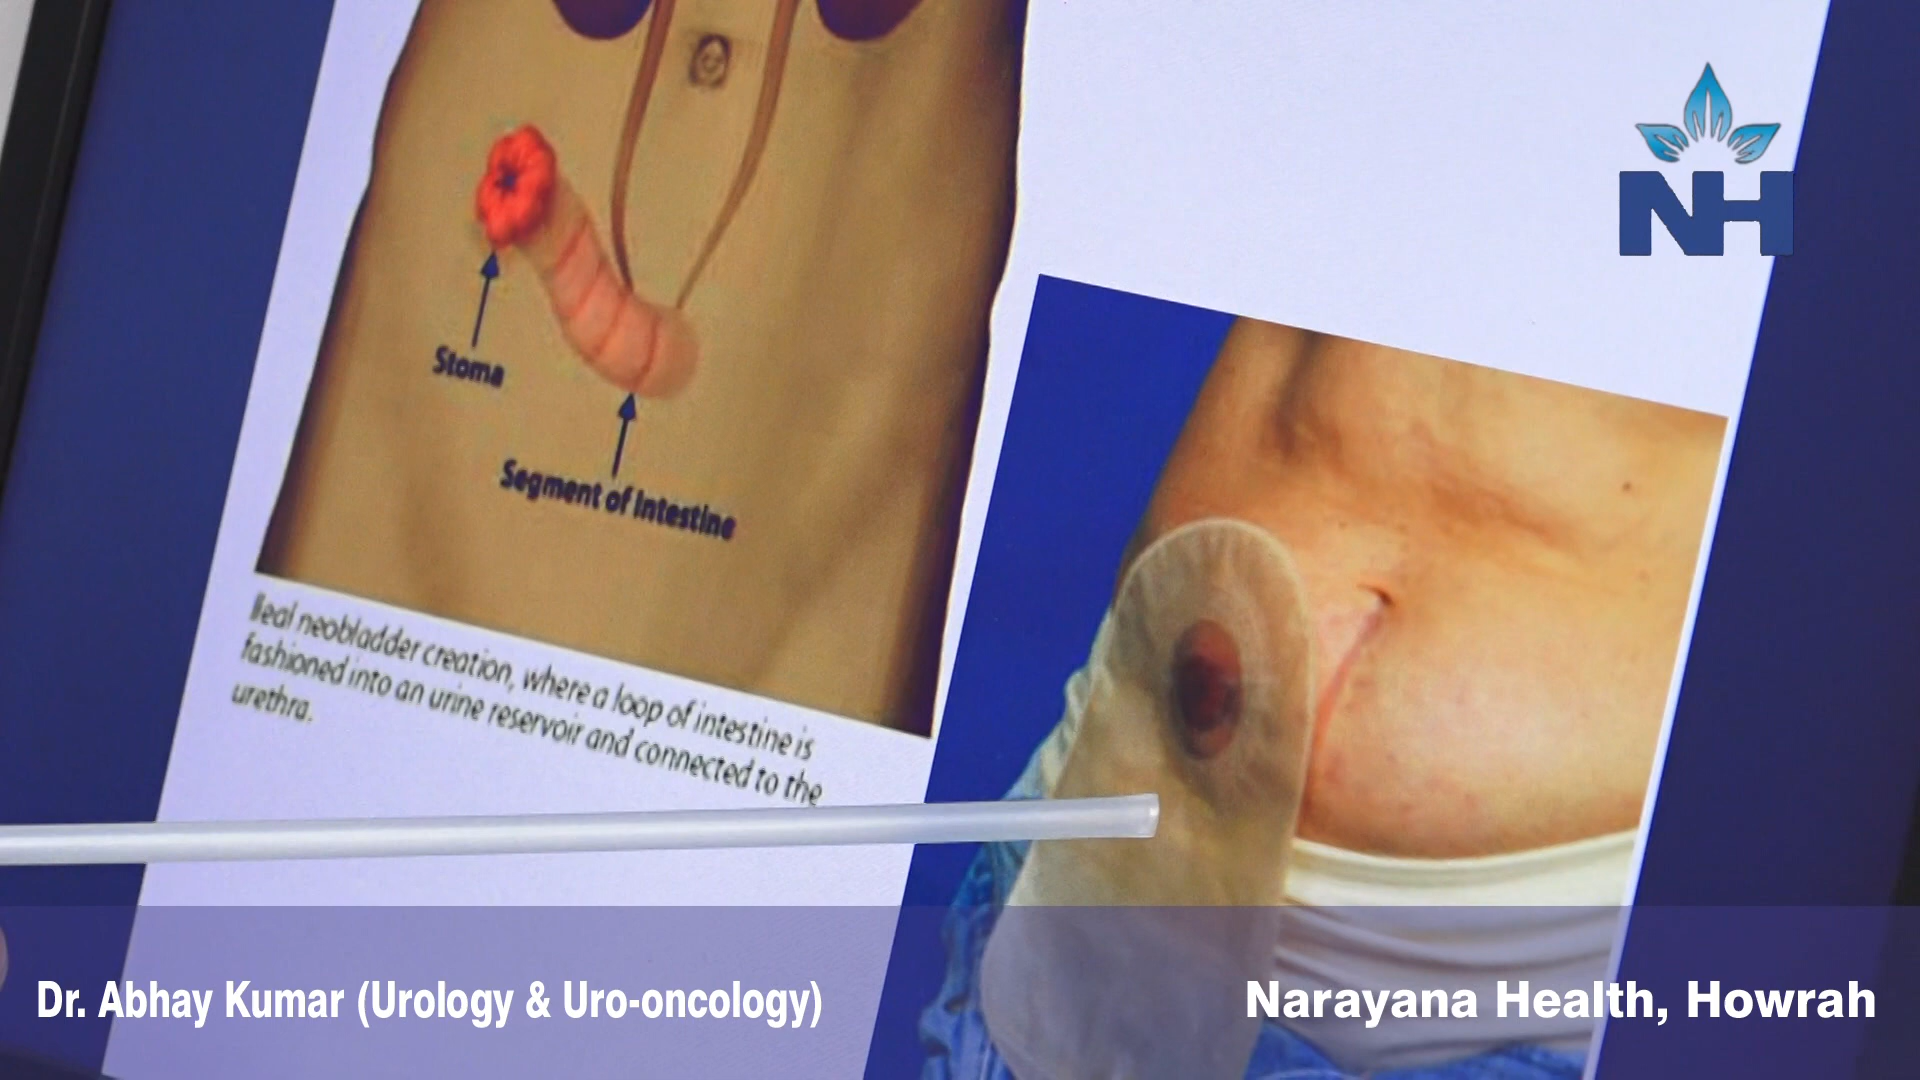 NH
Stoma
Segment of Intestine
Ileal neobladder creation, where a loop of intestine is
fashioned into an urine reservoir and connected to the
urethra.
Dr. Abhay Kumar (Urology & Uro-oncology)
Narayana Health, Howrah